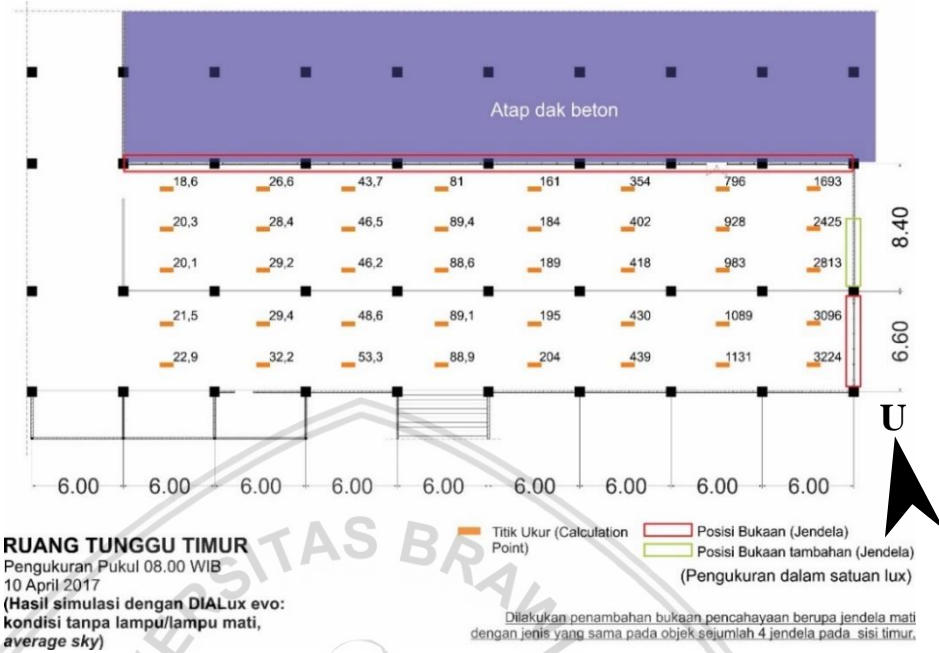 Atap dak beton
18,6 26,6 43,7 81 161 354 796 1693
20,3 28,4 46,5 89,4 184 402 928 2425
20,1 29,2 46,2 88,6 189 418 983 2813
8.40
21,5 29,4 48,6 89,1 195 430 1089 3096
22,9 32,2 53,3 88,9 204 439 1131 3224
6.60
U
6.00 6.00 6.00 6.00 6.00 6.00 6.00 6.00 6.00
RUANG TUNGGU TIMUR
Pengukuran Pukul 08.00 WIB
10 April 2017
(Hasil simulasi dengan DIALux evo:
kondisi tanpa lampu/lampu mati,
average sky)
Titik Ukur (Calculation
Point)
Posisi Bukaan (Jendela)
Posisi Bukaan tambahan (Jendela)
(Pengukuran dalam satuan lux)
Dilakukan penambahan bukaan pencahayaan berupa jendela mati
dengan jenis yang sama pada objek sejumlah 4 jendela pada sisi timur.